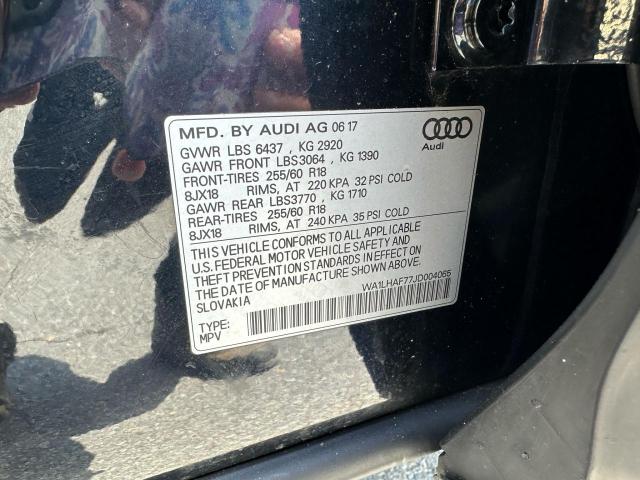 MFD. BY AUDI AG 06 17
Audi
GVWR LBS 6437 , KG 2920
GAWR FRONT LBS3064 , KG 1390
FRONT-TIRES 255/60 R18
8JX18 RIMS, AT 220 KPA 32 PSI COLD
GAWR REAR LBS3770 , KG 1710
REAR-TIRES 255/60 R18
8JX18 RIMS, AT 240 KPA 35 PSI COLD
THIS VEHICLE CONFORMS TO ALL APPLICABLE
U.S. FEDERAL MOTOR VEHICLE SAFETY AND
THEFT PREVENTION STANDARDS IN EFFECT ON
THE DATE OF MANUFACTURE SHOWN ABOVE.
SLOVAKIA
WA1LHAF77JD004065
TYPE:
MPV